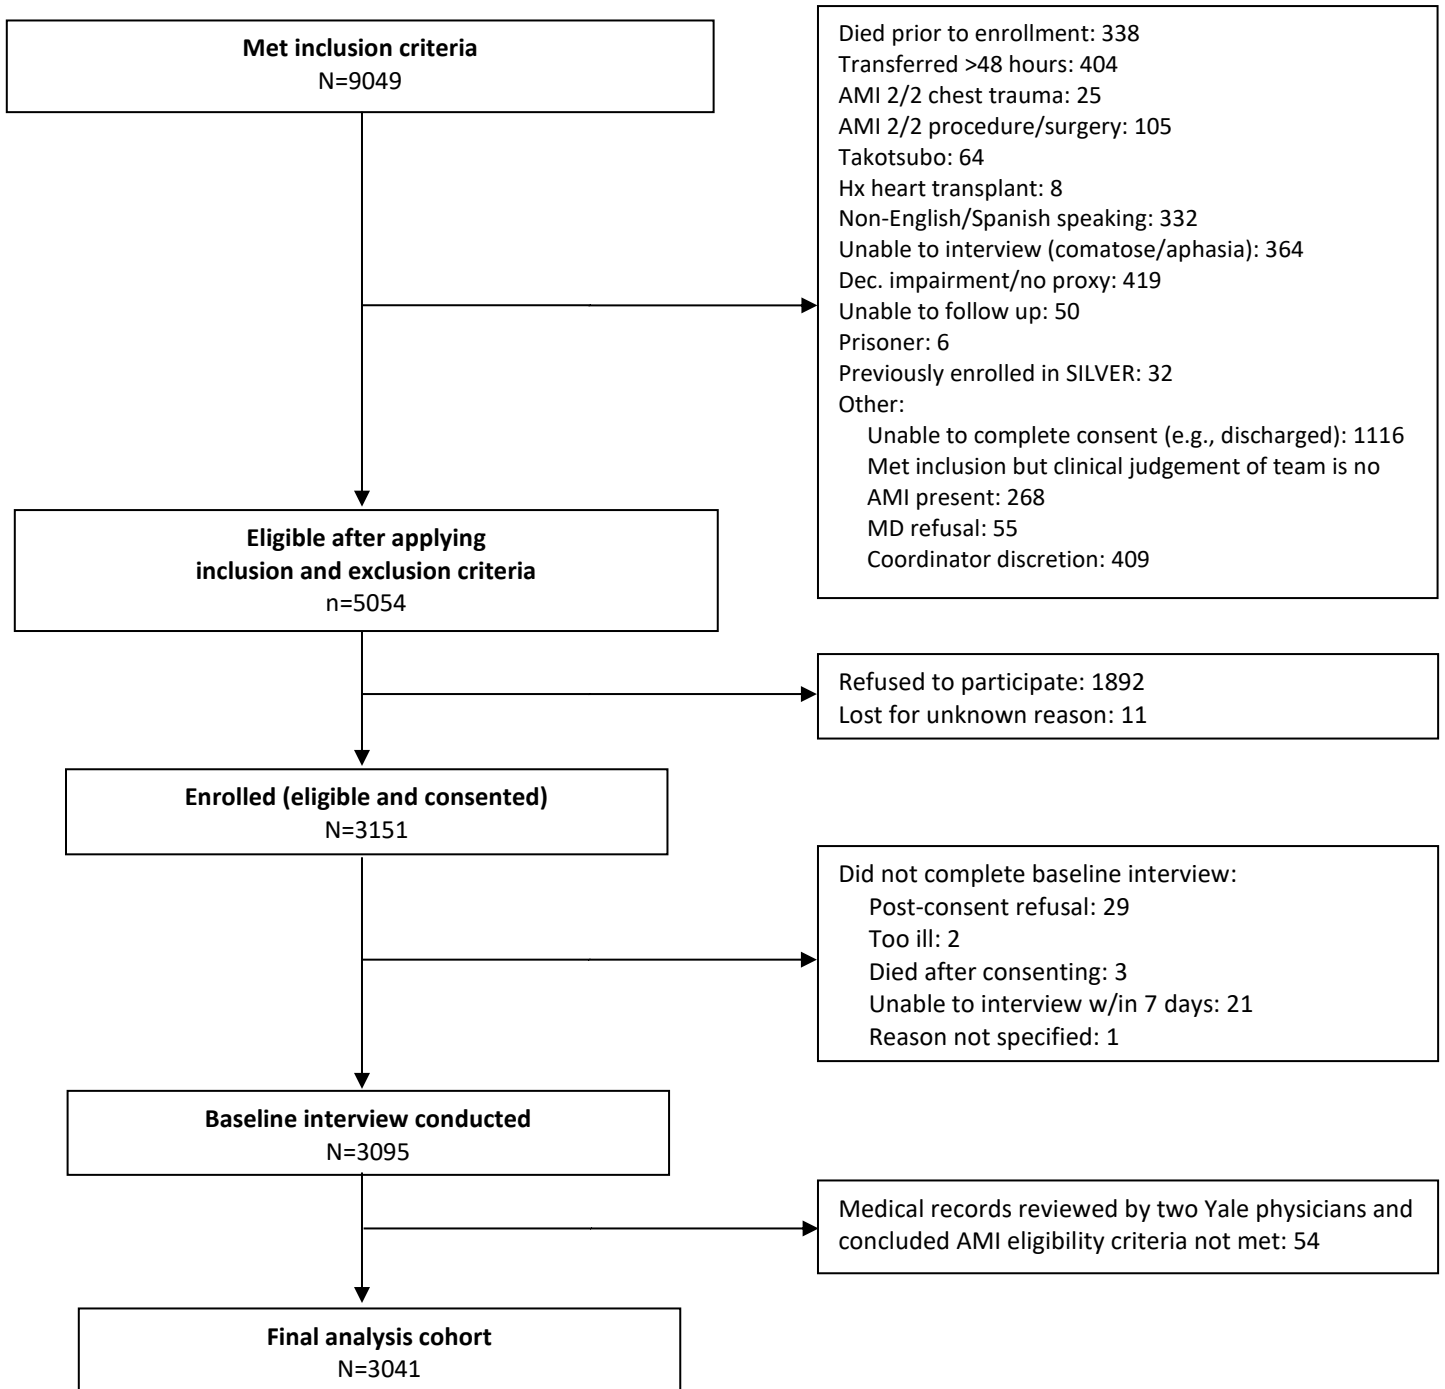 Met inclusion criteria
N=9049
Died prior to enrollment: 338
Transferred >48 hours: 404
AMI 2/2 chest trauma: 25
AMI 2/2 procedure/surgery: 105
Takotsubo: 64
Hx heart transplant: 8
Non-English/Spanish speaking: 332
Unable to interview (comatose/aphasia): 364
Dec. impairment/no proxy: 419
Unable to follow up: 50
Prisoner: 6
Previously enrolled in SILVER: 32
Other:
Unable to complete consent (e.g., discharged): 1116
Met inclusion but clinical judgement of team is no
AMI present: 268
MD refusal: 55
Coordinator discretion: 409
Eligible after applying
inclusion and exclusion criteria
n=5054
Refused to participate: 1892
Lost for unknown reason: 11
Enrolled (eligible and consented)
N=3151
Did not complete baseline interview:
Post-consent refusal: 29
Too ill: 2
Died after consenting: 3
Unable to interview w/in 7 days: 21
Reason not specified: 1
Baseline interview conducted
N=3095
Medical records reviewed by two Yale physicians and
concluded AMI eligibility criteria not met: 54
Final analysis cohort
N=3041